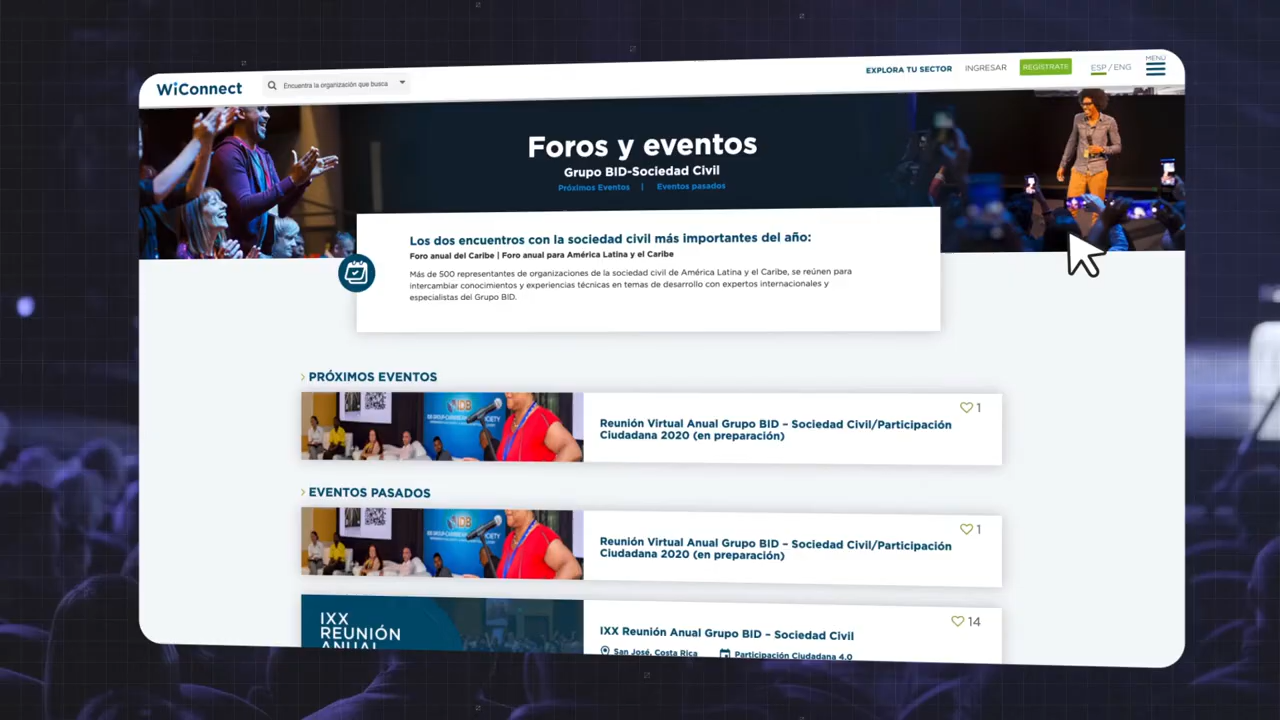 WiConnect
Encuentra la organización que busca
EXPLORA TU SECTOR
INGRESAR
REGÍSTRATE
ESP / ENG
MENÚ
Foros y eventos
Grupo BID-Sociedad Civil
Próximos Eventos | Eventos pasados
Los dos encuentros con la sociedad civil más importantes del año:
Foro anual del Caribe | Foro anual para América Latina y el Caribe
Más de 500 representantes de organizaciones de la sociedad civil de América Latina y el Caribe, se reúnen para
intercambiar conocimientos y experiencias técnicas en temas de desarrollo con expertos internacionales y
especialistas del Grupo BID.
PRÓXIMOS EVENTOS
IDB
1
Reunión Virtual Anual Grupo BID – Sociedad Civil/Participación
Ciudadana 2020 (en preparación)
EVENTOS PASADOS
IDB
1
Reunión Virtual Anual Grupo BID – Sociedad Civil/Participación
Ciudadana 2020 (en preparación)
IXX
REUNIÓN
ANUAL
14
IXX Reunión Anual Grupo BID – Sociedad Civil
San José, Costa Rica
Participación Ciudadana 4.0